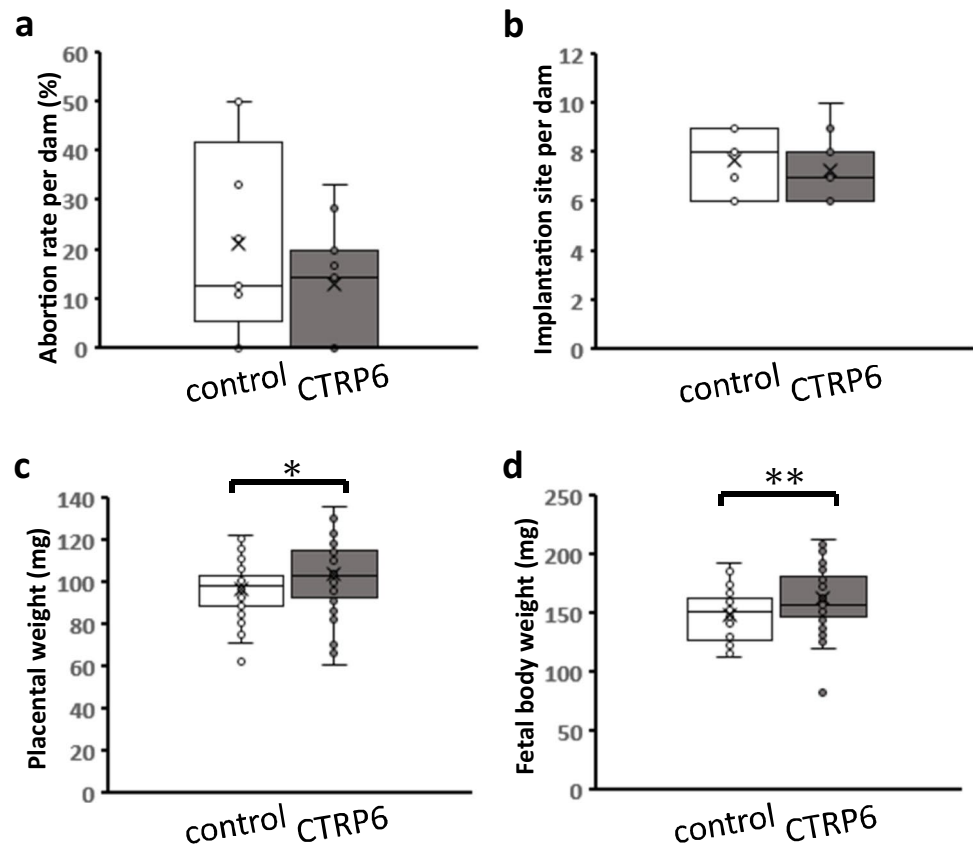 a
Abortion rate per dam (%)
60
50
40
30
20
10
0
control
CTRP6
b
Implantation site per dam
12
10
8
6
4
2
0
control
CTRP6
c
Placental weight (mg)
140
120
100
80
60
40
20
0
*
control
CTRP6
d
Fetal body weight (mg)
250
200
150
100
50
0
**
control
CTRP6